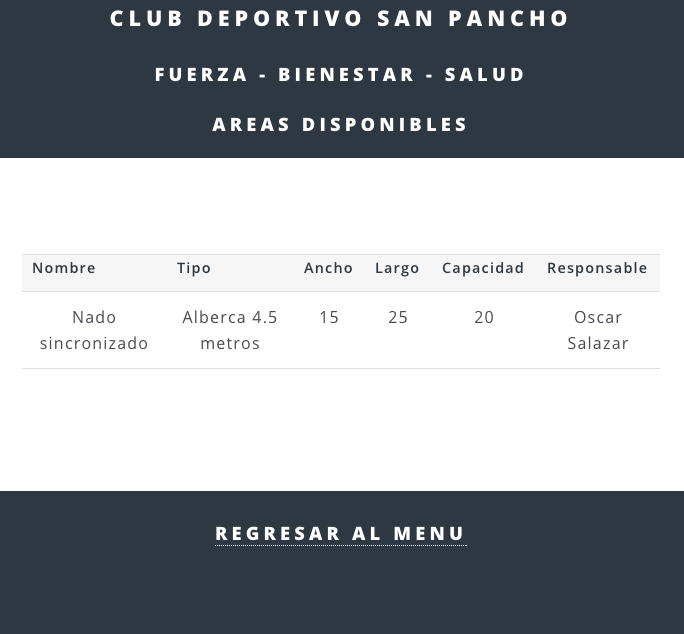 CLUB DEPORTIVO SAN PANCHO
FUERZA - BIENESTAR - SALUD
AREAS DISPONIBLES
Nombre Tipo Ancho Largo Capacidad Responsable
Nado Alberca 4.5 15 25 20 Oscar
sincronizado metros Salazar
REGRESAR AL MENU